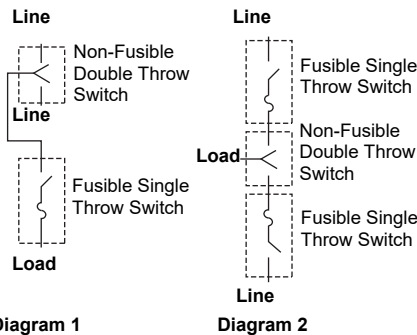 Line
Non-Fusible
Double Throw
Switch
Line
Fusible Single
Throw Switch
Load
Diagram 1
Line
Fusible Single
Throw Switch
Non-Fusible
Double Throw
Switch
Load
Fusible Single
Throw Switch
Line
Diagram 2